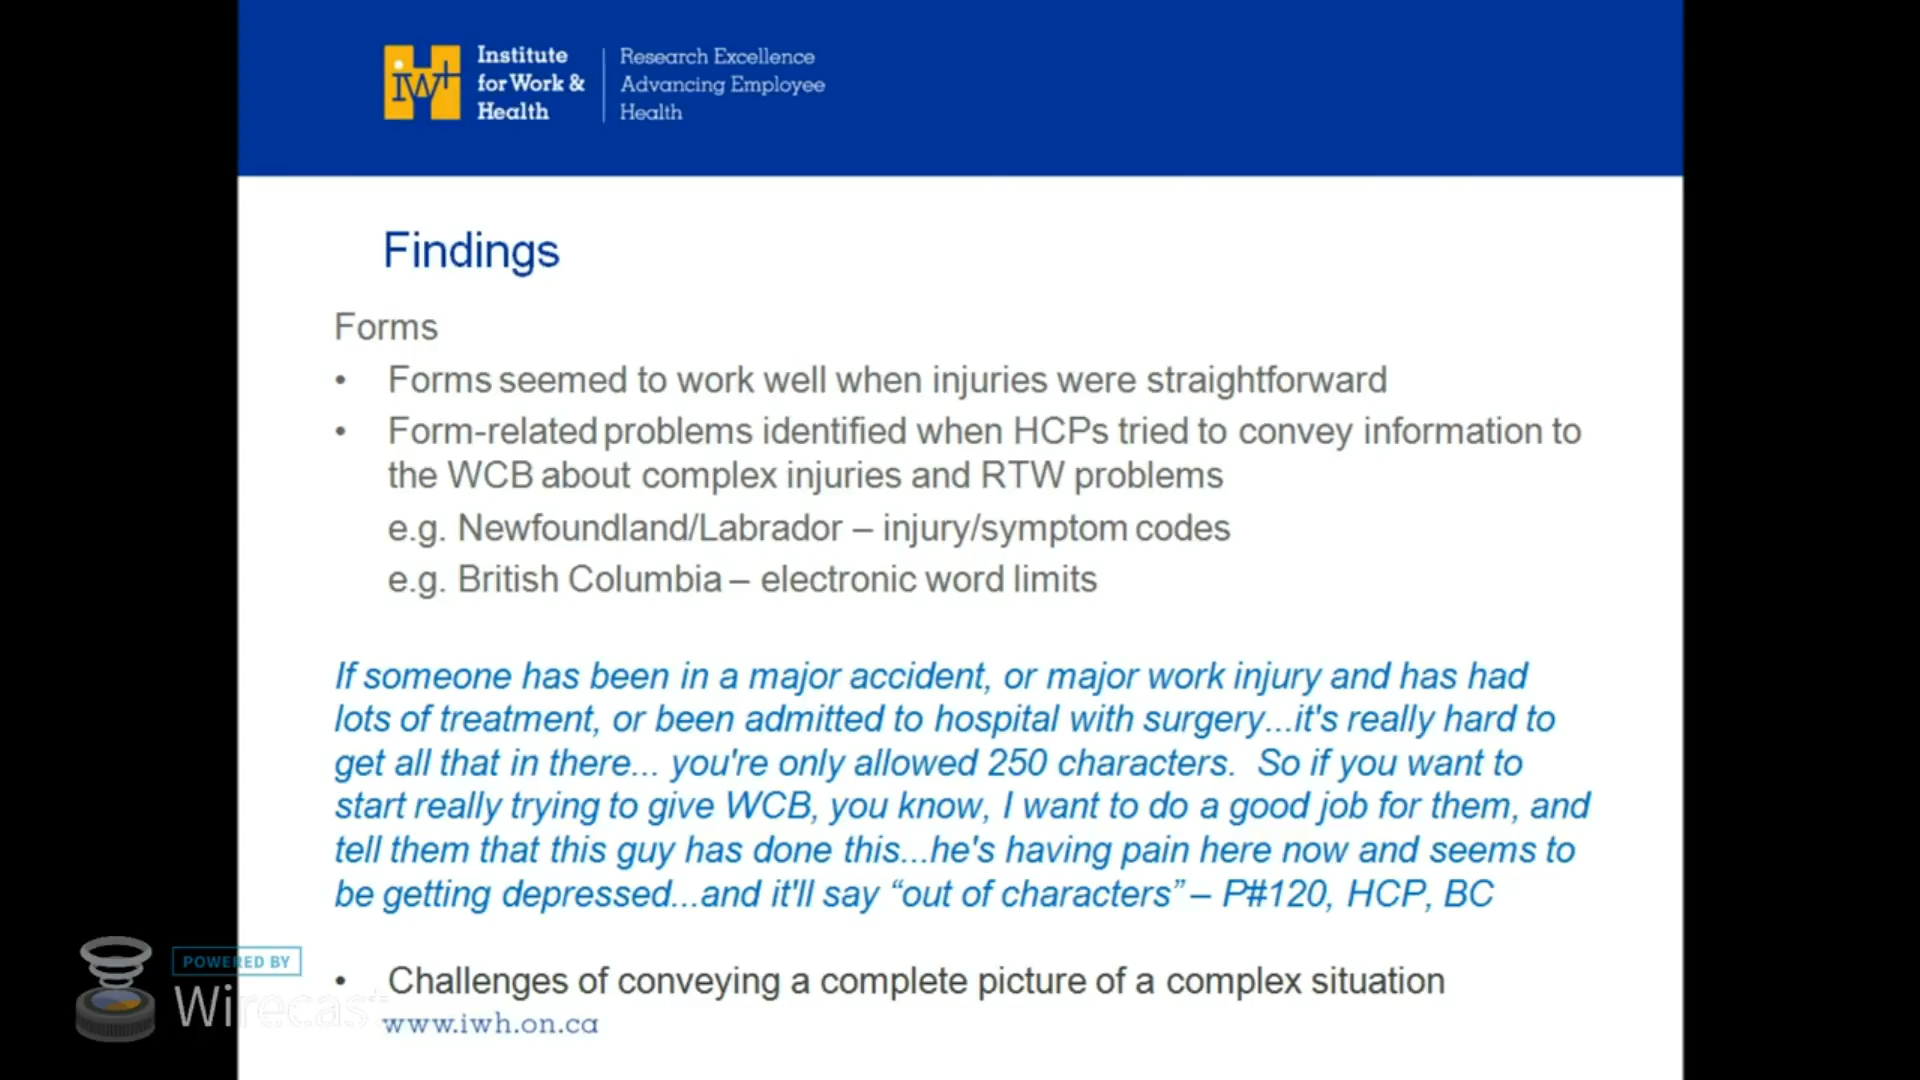 iw+
Institute
for Work &
Health
Research Excellence
Advancing Employee
Health
Findings
Forms
• Forms seemed to work well when injuries were straightforward
• Form-related problems identified when HCPs tried to convey information to
the WCB about complex injuries and RTW problems
e.g. Newfoundland/Labrador – injury/symptom codes
e.g. British Columbia – electronic word limits
If someone has been in a major accident, or major work injury and has had
lots of treatment, or been admitted to hospital with surgery...it's really hard to
get all that in there... you're only allowed 250 characters.  So if you want to
start really trying to give WCB, you know, I want to do a good job for them, and
tell them that this guy has done this...he's having pain here now and seems to
be getting depressed...and it'll say “out of characters” – P#120, HCP, BC
• Challenges of conveying a complete picture of a complex situation
www.iwh.on.ca
POWERED BY
Wirecast